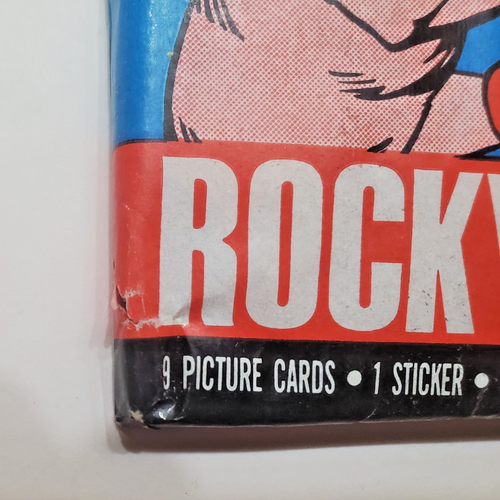 ROCKY
9 PICTURE CARDS • 1 STICKER •